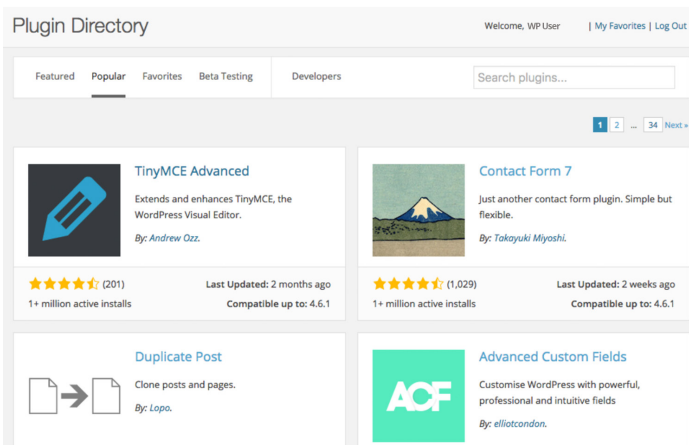 Plugin Directory
Welcome, WP User | My Favorites | Log Out
Featured Popular Favorites Beta Testing Developers Search plugins...
1 2 ... 34 Next »
TinyMCE Advanced
Extends and enhances TinyMCE, the
WordPress Visual Editor.
By: Andrew Ozz.
(201) Last Updated: 2 months ago
1+ million active installs Compatible up to: 4.6.1
Contact Form 7
Just another contact form plugin. Simple but
flexible.
By: Takayuki Miyoshi.
(1,029) Last Updated: 2 weeks ago
1+ million active installs Compatible up to: 4.6.1
Duplicate Post
Clone posts and pages.
By: Lopo.
ACF
Advanced Custom Fields
Customise WordPress with powerful,
professional and intuitive fields
By: elliotcondon.